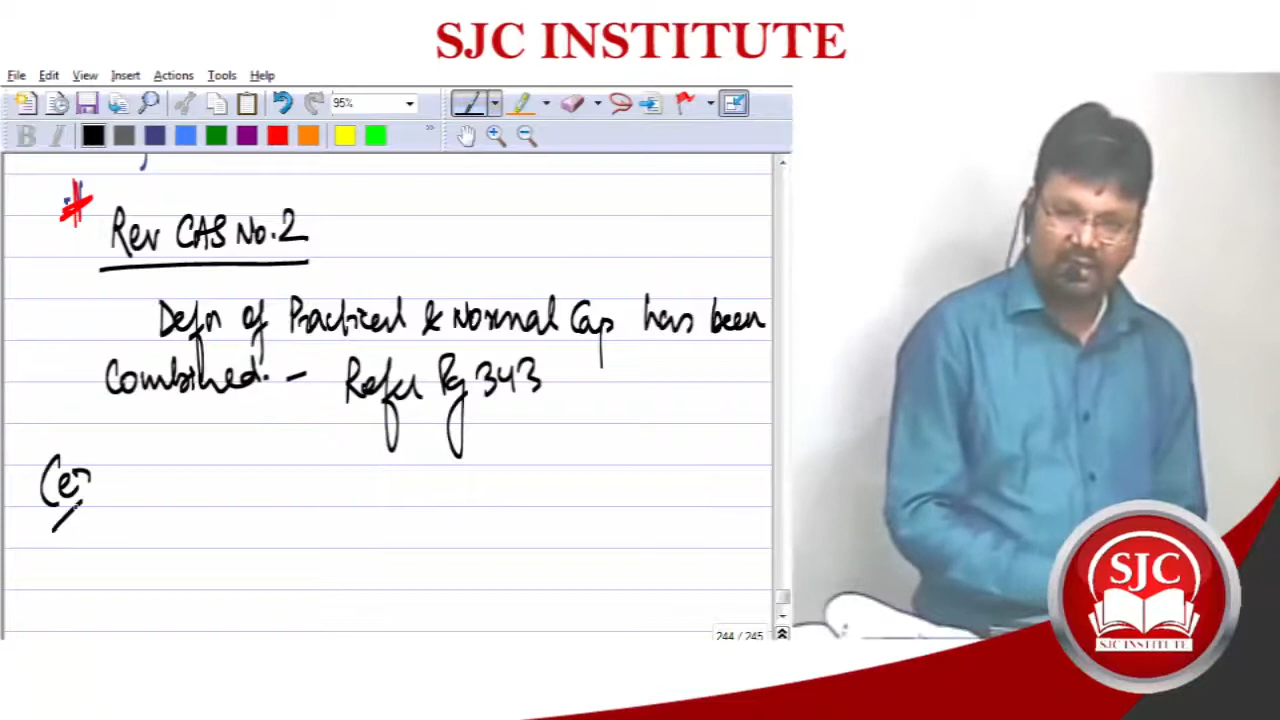 SJC INSTITUTE
File Edit View Insert Actions Tools Help
95%
B I
Rev CAS No.2
Defn of Practical & Normal Cap has been
Combined. - Refer Pg 343
(e)
244 / 245
SJC
SJC INSTITUTE